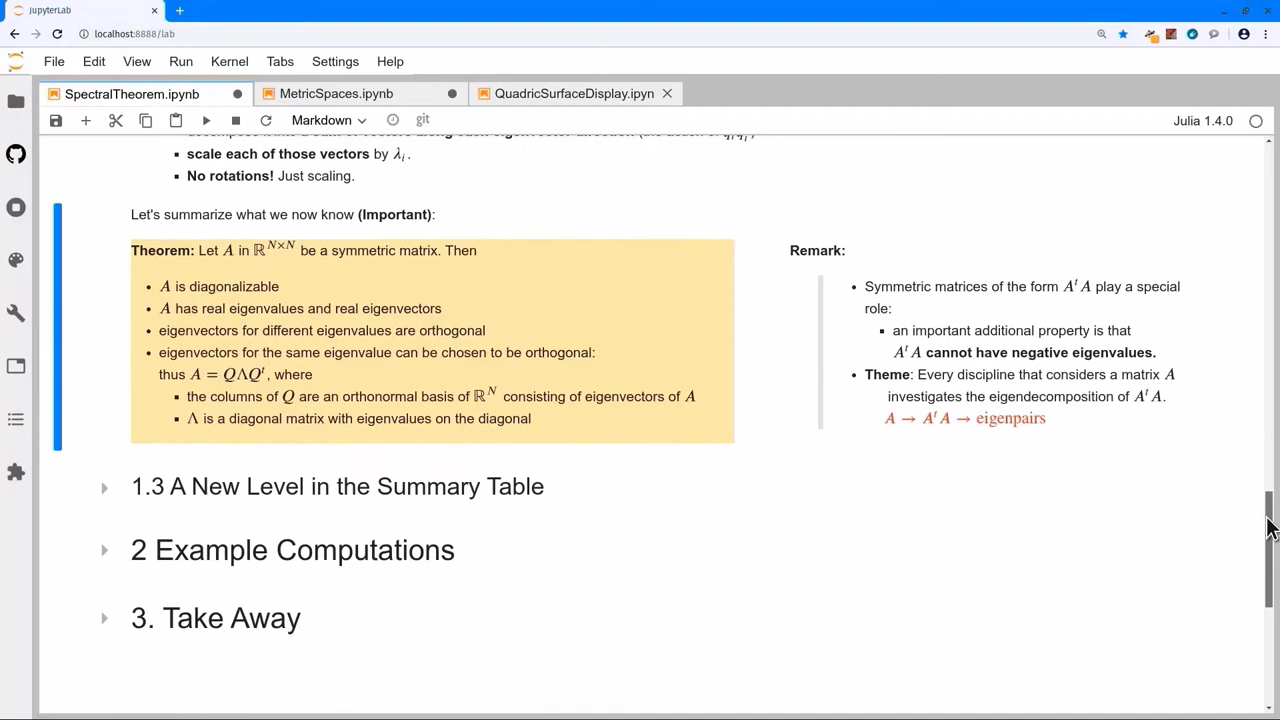 JupyterLab
localhost:8888/lab
File Edit View Run Kernel Tabs Settings Help
SpectralTheorem.ipynb MetricSpaces.ipynb QuadricSurfaceDisplay.ipyn
Markdown git Julia 1.4.0
scale each of those vectors by λᵢ.
No rotations! Just scaling.
Let's summarize what we now know (Important):
Theorem: Let A in ℝᴺˣᴺ be a symmetric matrix. Then
• A is diagonalizable
• A has real eigenvalues and real eigenvectors
• eigenvectors for different eigenvalues are orthogonal
• eigenvectors for the same eigenvalue can be chosen to be orthogonal:
thus A = QΛQᵗ, where
▪ the columns of Q are an orthonormal basis of ℝᴺ consisting of eigenvectors of A
▪ Λ is a diagonal matrix with eigenvalues on the diagonal
Remark:
• Symmetric matrices of the form AᵗA play a special
role:
▪ an important additional property is that
AᵗA cannot have negative eigenvalues.
• Theme: Every discipline that considers a matrix A
investigates the eigendecomposition of AᵗA.
A → AᵗA → eigenpairs
1.3 A New Level in the Summary Table
2 Example Computations
3. Take Away